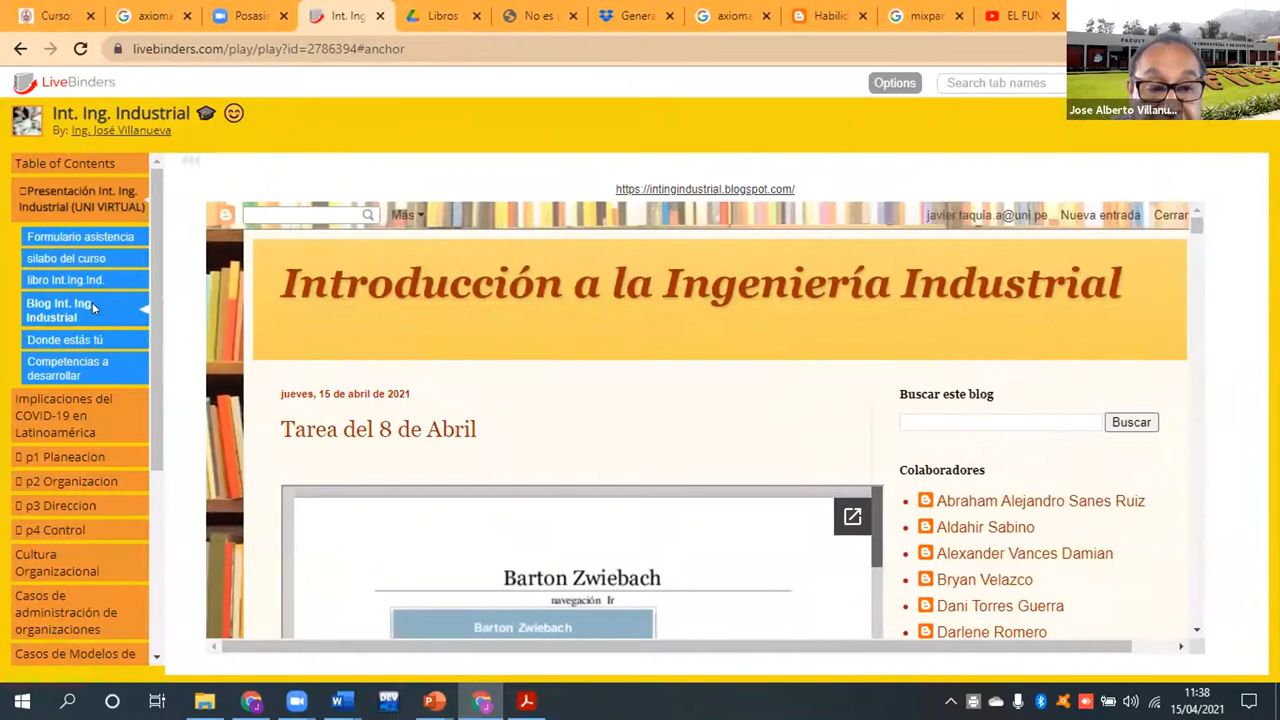 Curso:
axioma
Posasis
Int. Ing
Libros
No es
Genera
axioma
Habilid
mixpar
EL FUN
livebinders.com/play/play?id=2786394#anchor
LiveBinders
Options
Search tab names
Jose Alberto Villanu...
Int. Ing. Industrial
By: Ing. José Villanueva
Table of Contents
Presentación Int. Ing.
Industrial (UNI VIRTUAL)
Formulario asistencia
silabo del curso
libro Int.Ing.Ind.
Blog Int. Ing.
Industrial
Donde estás tú
Competencias a
desarrollar
Implicaciones del
COVID-19 en
Latinoamérica
p1 Planeacion
p2 Organizacion
p3 Direccion
p4 Control
Cultura
Organizacional
Casos de
administración de
organizaciones
Casos de Modelos de
https://intingindustrial.blogspot.com/
Más
javier.taquia.a@uni.pe Nueva entrada Cerrar
Introducción a la Ingeniería Industrial
jueves, 15 de abril de 2021
Tarea del 8 de Abril
Barton Zwiebach
navegación Ir
Barton Zwiebach
Buscar este blog
Buscar
Colaboradores
Abraham Alejandro Sanes Ruiz
Aldahir Sabino
Alexander Vances Damian
Bryan Velazco
Dani Torres Guerra
Darlene Romero
11:38
15/04/2021